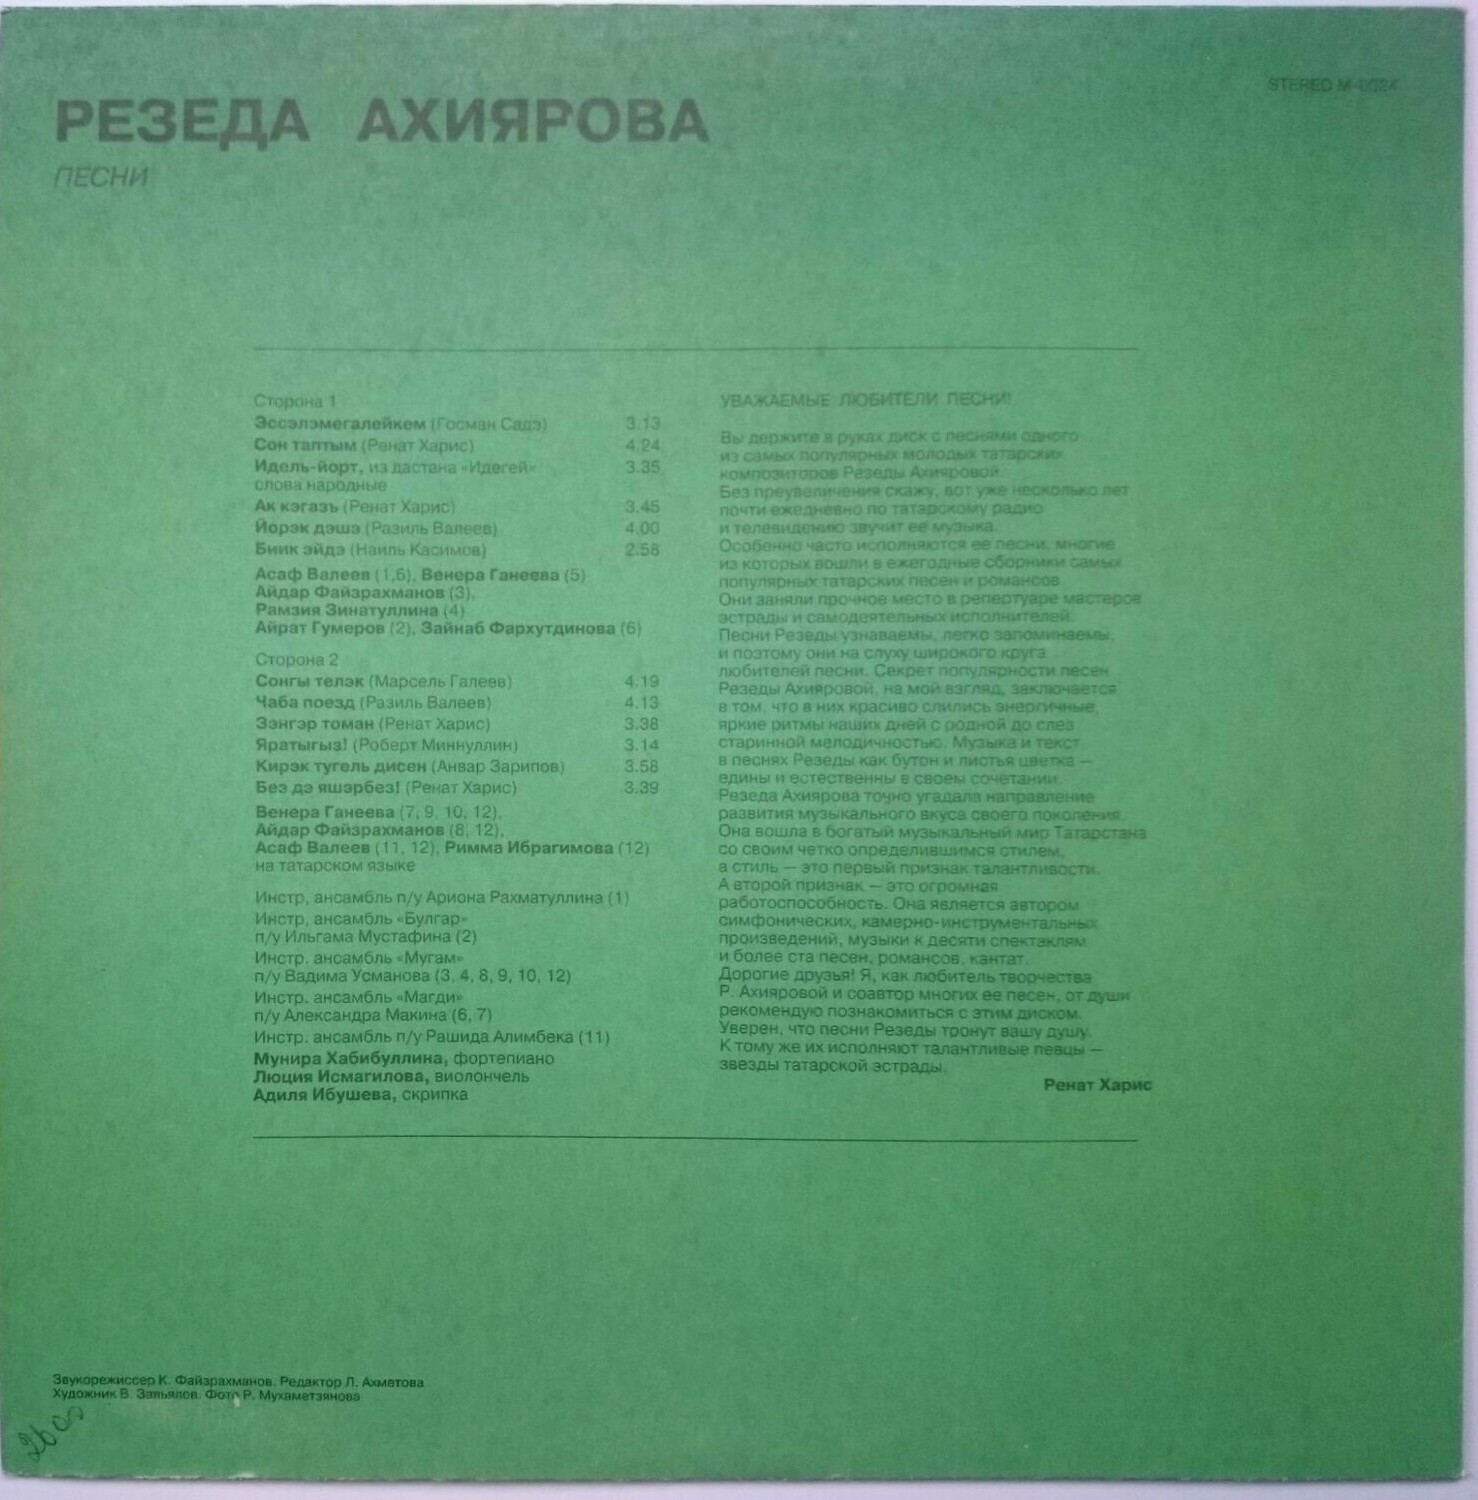 STEREO М-0024
РЕЗЕДА АХИЯРОВА
ПЕСНИ
Сторона 1
Эссэлэмегалейкем (Госман Садэ) 3.13
Сон таптым (Ренат Харис) 4.24
Идель-йорт, из дастана «Идегей» 3.35
слова народные
Ак кэгазь (Ренат Харис) 3.45
Йорэк дэшэ (Разиль Валеев) 4.00
Биик эйдэ (Наиль Касимов) 2.58
Асаф Валеев (1,6), Венера Ганеева (5)
Айдар Файзрахманов (3),
Рамзия Зинатуллина (4)
Айрат Гумеров (2), Зайнаб Фархутдинова (6)
Сторона 2
Сонгы телэк (Марсель Галеев) 4.19
Чаба поезд (Разиль Валеев) 4.13
Зэнгэр томан (Ренат Харис) 3.38
Яратыгыз! (Роберт Миннуллин) 3.14
Кирэк тугель дисен (Анвар Зарипов) 3.58
Без дэ яшэрбез! (Ренат Харис) 3.39
Венера Ганеева (7, 9, 10, 12),
Айдар Файзрахманов (8, 12),
Асаф Валеев (11, 12), Римма Ибрагимова (12)
на татарском языке
Инстр, ансамбль п/у Ариона Рахматуллина (1)
Инстр. ансамбль «Булгар»
п/у Ильгама Мустафина (2)
Инстр. ансамбль «Мугам»
п/у Вадима Усманова (3, 4, 8, 9, 10, 12)
Инстр. ансамбль «Магди»
п/у Александра Макина (6, 7)
Инстр. ансамбль п/у Рашида Алимбека (11)
Мунира Хабибуллина, фортепиано
Люция Исмагилова, виолончель
Адиля Ибушева, скрипка
УВАЖАЕМЫЕ ЛЮБИТЕЛИ ПЕСНИ!
Вы держите в руках диск с песнями одного
из самых популярных молодых татарских
композиторов Резеды Ахияровой.
Без преувеличения скажу, вот уже несколько лет
почти ежедневно по татарскому радио
и телевидению звучит ее музыка.
Особенно часто исполняются ее песни, многие
из которых вошли в ежегодные сборники самых
популярных татарских песен и романсов.
Они заняли прочное место в репертуаре мастеров
эстрады и самодеятельных исполнителей.
Песни Резеды узнаваемы, легко запоминаемы,
и поэтому они на слуху широкого круга
любителей песни. Секрет популярности песен
Резеды Ахияровой, на мой взгляд, заключается
в том, что в них красиво слились энергичные,
яркие ритмы наших дней с родной до слез
старинной мелодичностью. Музыка и текст
в песнях Резеды как бутон и листья цветка —
едины и естественны в своем сочетании.
Резеда Ахиярова точно угадала направление
развития музыкального вкуса своего поколения.
Она вошла в богатый музыкальный мир Татарстана
со своим четко определившимся стилем,
а стиль — это первый признак талантливости.
А второй признак — это огромная
работоспособность. Она является автором
симфонических, камерно-инструментальных
произведений, музыки к десяти спектаклям
и более ста песен, романсов, кантат.
Дорогие друзья! Я, как любитель творчества
Р. Ахияровой и соавтор многих ее песен, от души
рекомендую познакомиться с этим диском.
Уверен, что песни Резеды тронут вашу душу.
К тому же их исполняют талантливые певцы —
звезды татарской эстрады.
Ренат Харис
Звукорежиссер К. Файзрахманов. Редактор Л. Ахметова
Художник В. Завьялов. Фото Р. Мухаметзянова